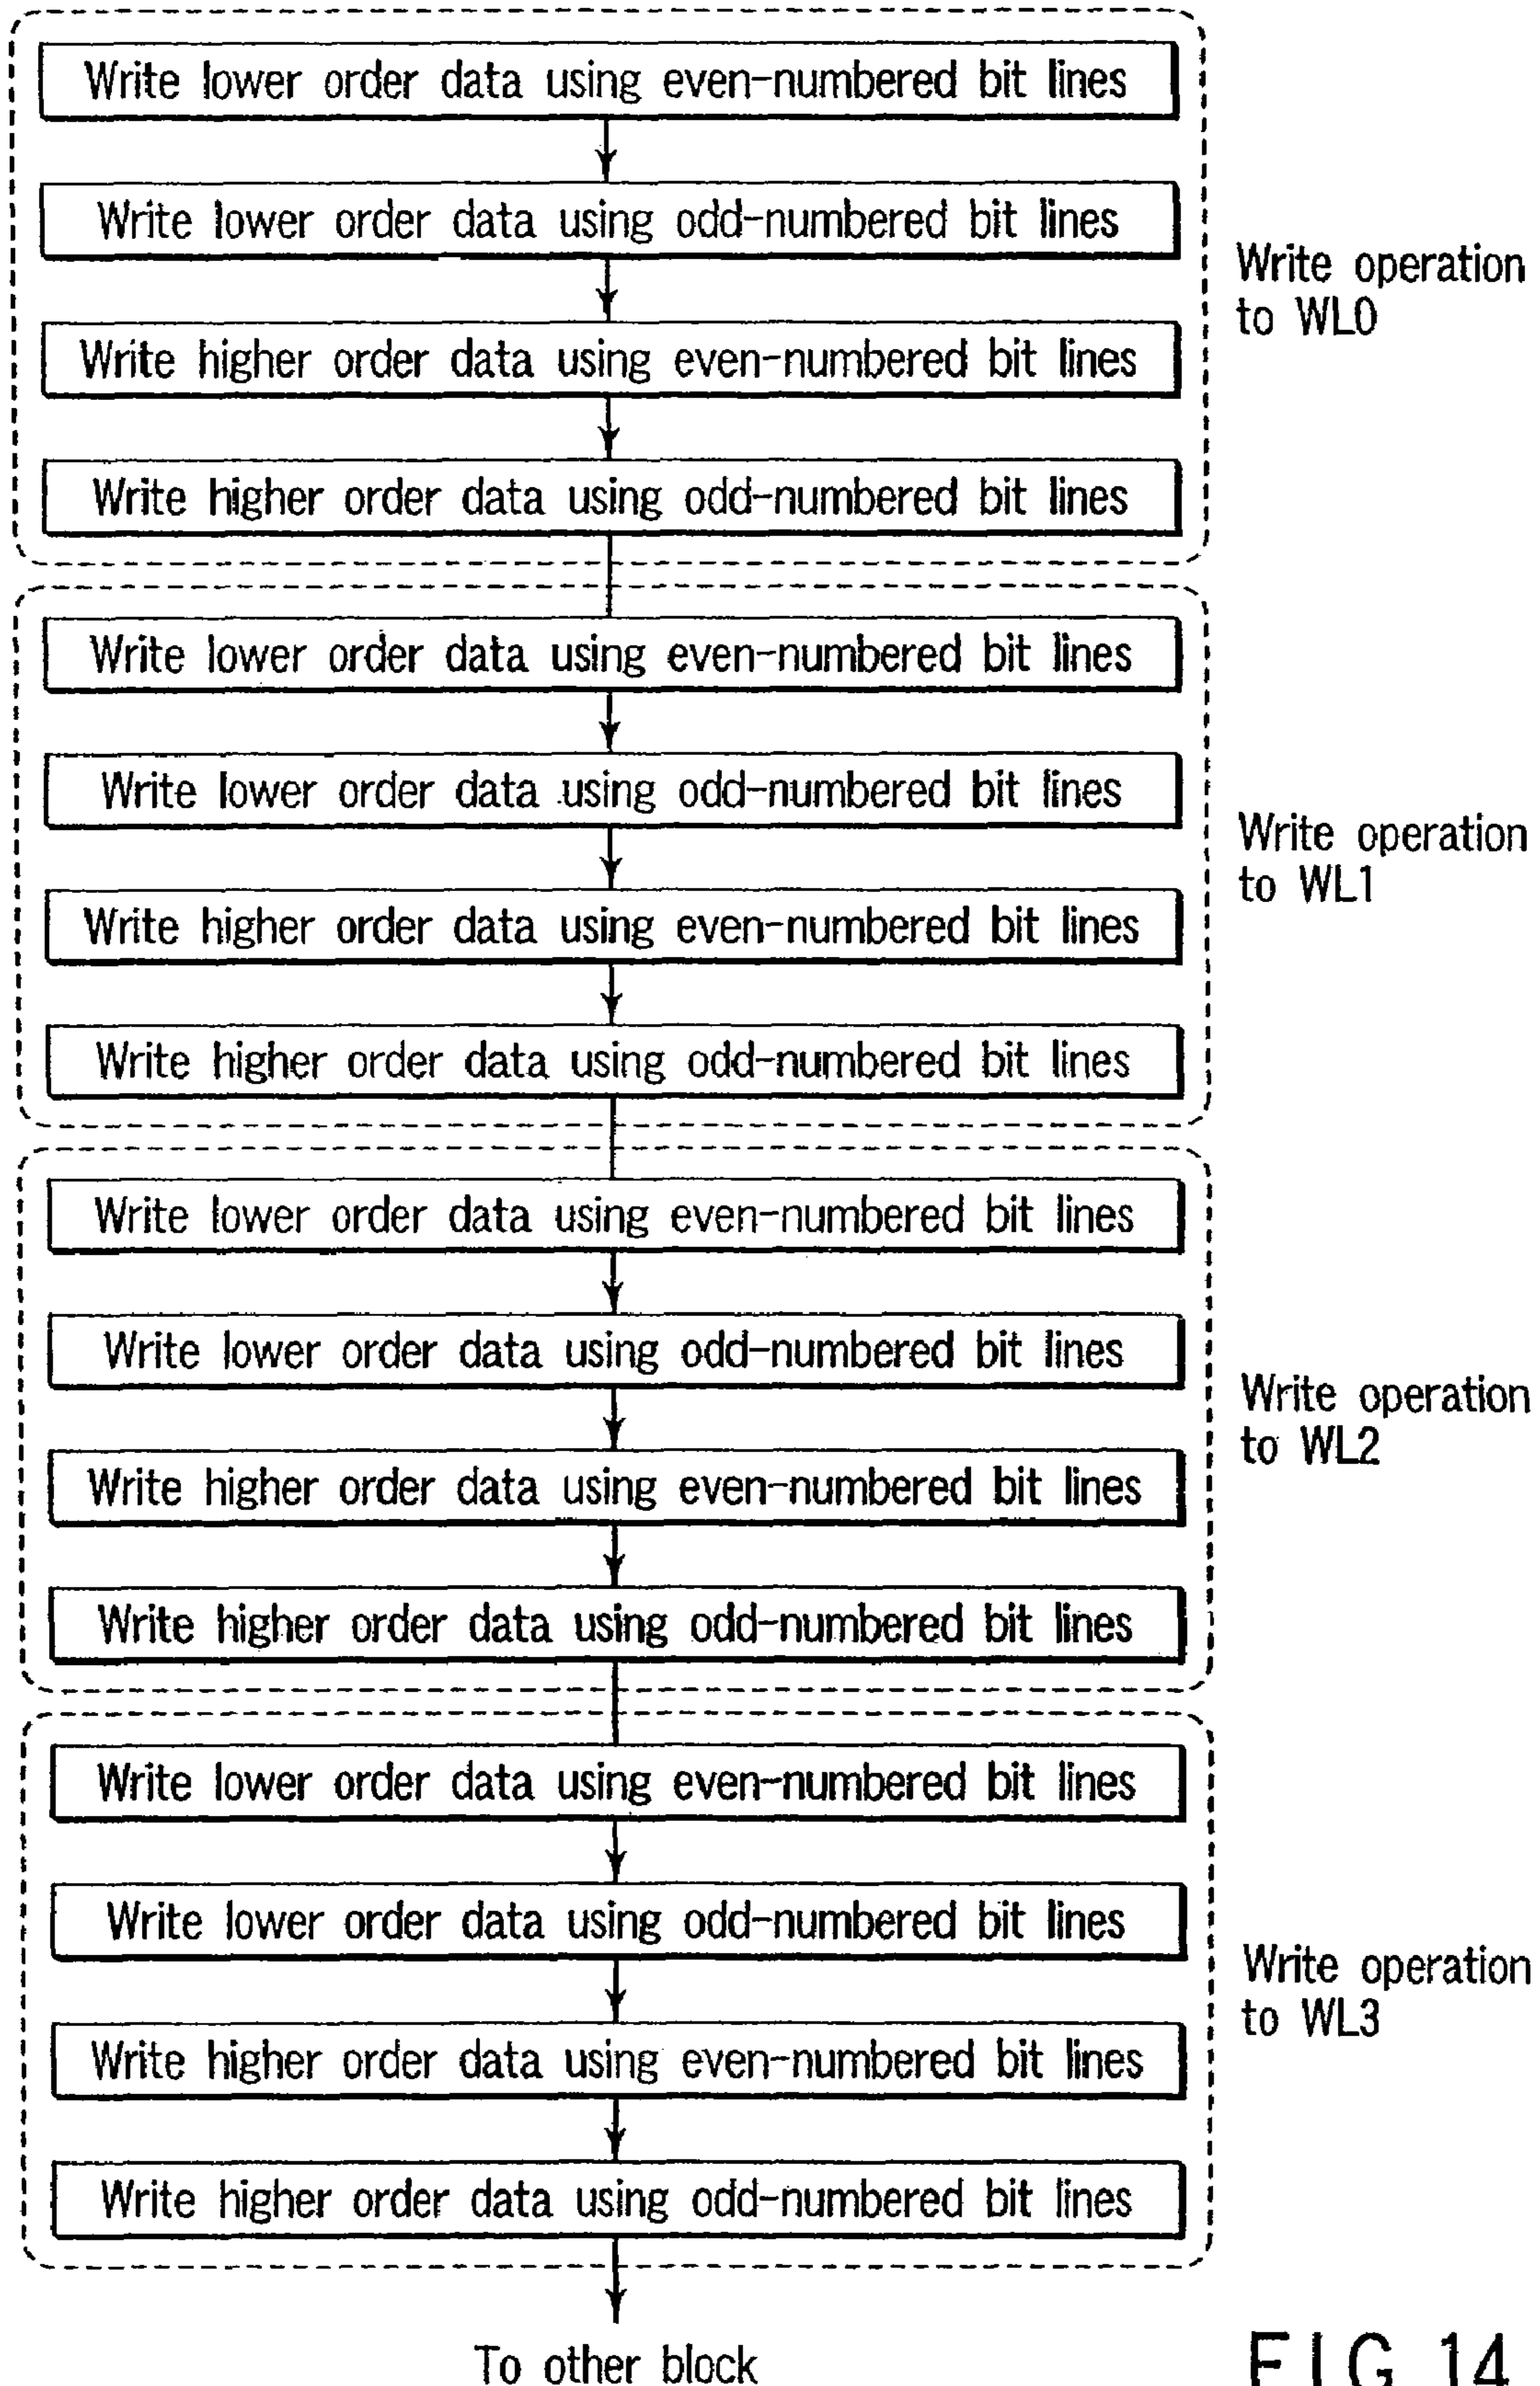 Write lower order data using even-numbered bit lines
Write lower order data using odd-numbered bit lines
Write higher order data using even-numbered bit lines
Write higher order data using odd-numbered bit lines
Write operation
to WL0
Write lower order data using even-numbered bit lines
Write lower order data using odd-numbered bit lines
Write higher order data using even-numbered bit lines
Write higher order data using odd-numbered bit lines
Write operation
to WL1
Write lower order data using even-numbered bit lines
Write lower order data using odd-numbered bit lines
Write higher order data using even-numbered bit lines
Write higher order data using odd-numbered bit lines
Write operation
to WL2
Write lower order data using even-numbered bit lines
Write lower order data using odd-numbered bit lines
Write higher order data using even-numbered bit lines
Write higher order data using odd-numbered bit lines
Write operation
to WL3
To other block
FIG 14